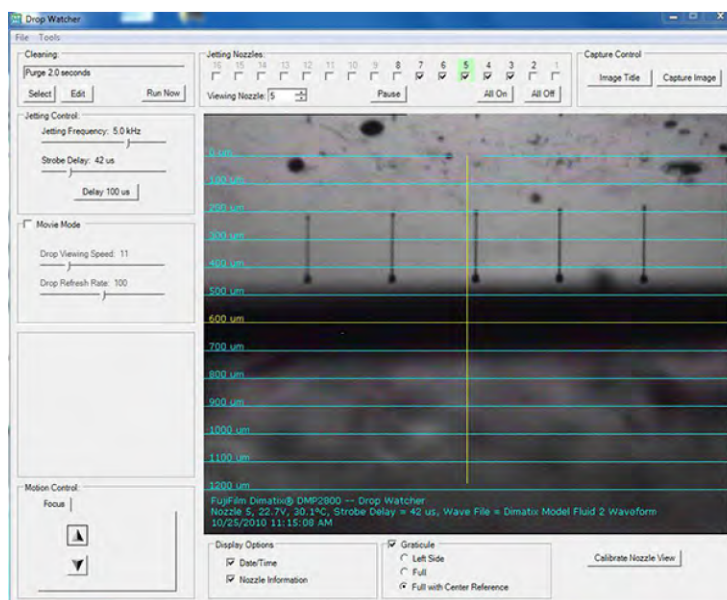 Drop Watcher
File Tools
Cleaning:
Purge 2.0 seconds
Select Edit Run Now
Jetting Nozzles:
16 15 14 13 12 11 10 9 8 7 6 5 4 3 2 1
Viewing Nozzle: 5
Pause
All On All Off
Capture Control
Image Title Capture Image
Jetting Control:
Jetting Frequency: 5.0 kHz
Strobe Delay: 42 us
Delay 100 us
Movie Mode
Drop Viewing Speed: 11
Drop Refresh Rate: 100
Motion Control:
Focus
0 um
100 um
200 um
300 um
400 um
500 um
600 um
700 um
800 um
900 um
1000 um
1100 um
1200 um
FujiFilm Dimatix® DMP2800 -- Drop Watcher
Nozzle 5, 22.7V, 30.1°C, Strobe Delay = 42 us, Wave File = Dimatix Model Fluid 2 Waveform
10/25/2010 11:15:08 AM
Display Options
Date/Time
Nozzle Information
Graticule
Left Side
Full
Full with Center Reference
Calibrate Nozzle View